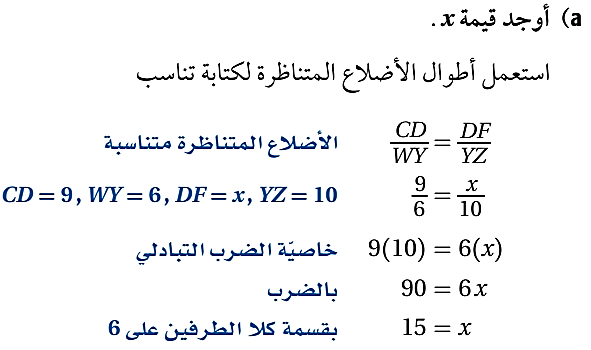 a) أوجد قيمة x .
استعمل أطوال الأضلاع المتناظرة لكتابة تناسب
CD/WY = DF/YZ الأضلاع المتناظرة متناسبة
9/6 = x/10 CD = 9 , WY = 6 , DF = x , YZ = 10
9(10) = 6(x) خاصيّة الضرب التبادلي
90 = 6x بالضرب
15 = x بقسمة كلا الطرفين على 6